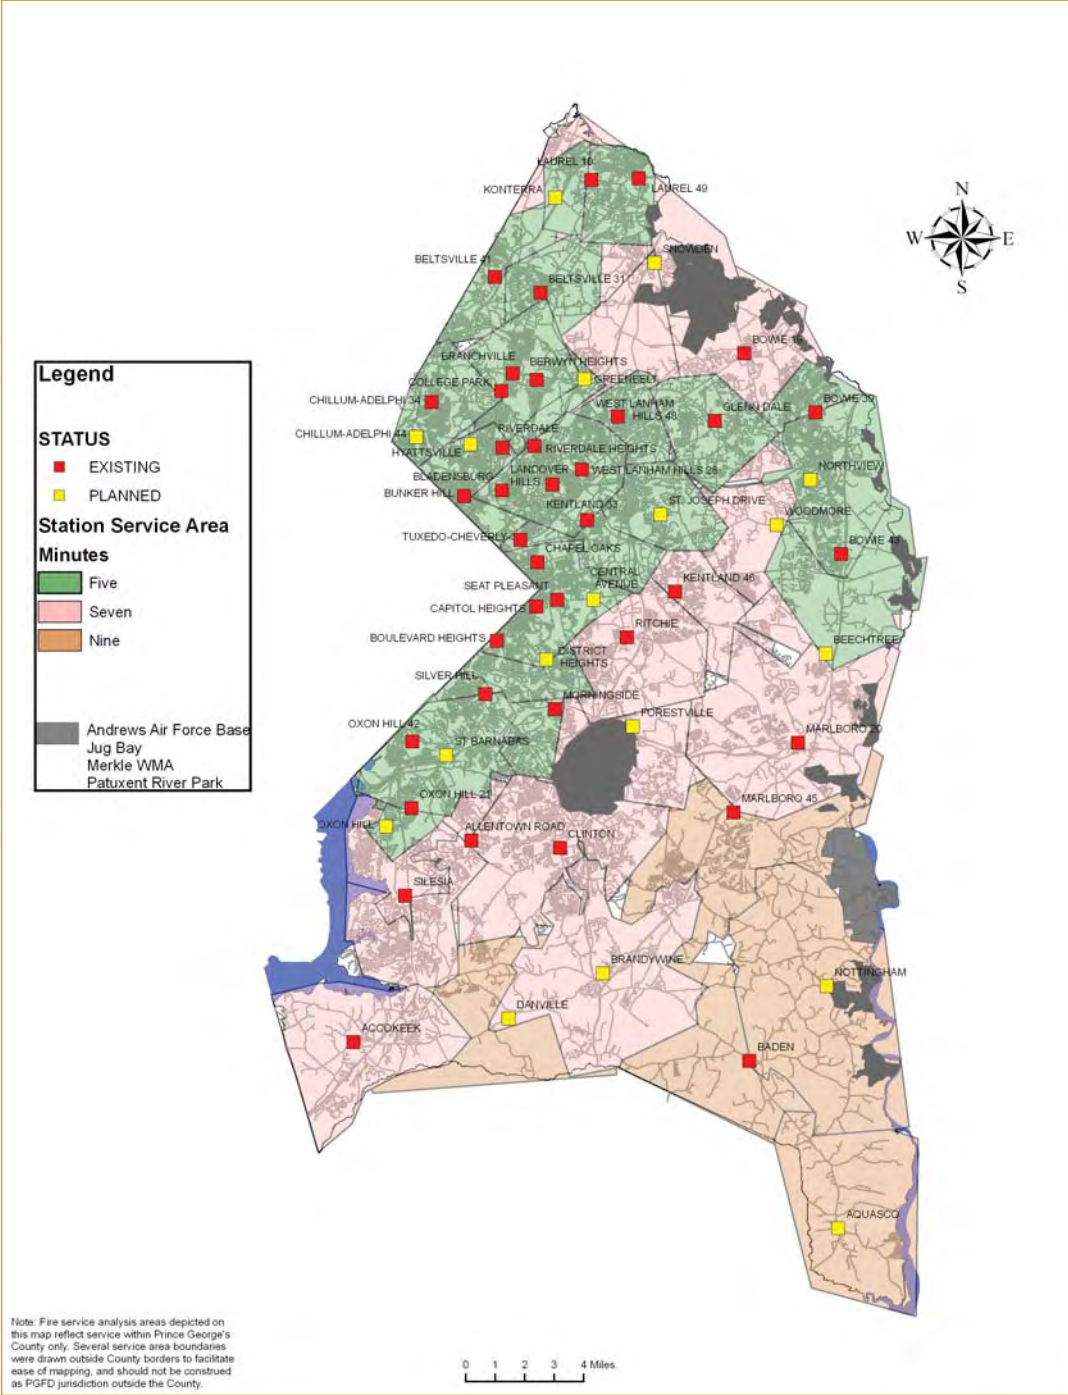 LAUREL 10
KONTERRA
LAUREL 49
N
W
E
S
SNOWDEN
BELTSVILLE 41
BELTSVILLE 31
BOWIE 19
BRANCHVILLE
BERWYN HEIGHTS
COLLEGE PARK
GREENBELT
CHILLUM-ADELPHI 34
WEST LANHAM
HILLS 48
GLENN DALE
BOWIE 39
CHILLUM-ADELPHI 44
RIVERDALE
HYATTSVILLE
RIVERDALE HEIGHTS
BLADENSBURG
LANDOVER
HILLS
WEST LANHAM HILLS 28
NORTHVIEW
BUNKER HILL
KENTLAND 33
ST JOSEPH DRIVE
WOODMORE
TUXEDO-CHEVERLY
CHAPEL OAKS
BOWIE 43
SEAT PLEASANT
CENTRAL
AVENUE
KENTLAND 46
CAPITOL HEIGHTS
BOULEVARD HEIGHTS
RITCHIE
DISTRICT
HEIGHTS
BEECHTREE
SILVER HILL
MORNINGSIDE
OXON HILL 42
FORESTVILLE
ST BARNABAS
MARLBORO 20
OXON HILL 21
MARLBORO 45
OXON HILL
ALLENTOWN ROAD
CLINTON
SILESIA
BRANDYWINE
NOTTINGHAM
DANVILLE
ACCOKEEK
BADEN
AQUASCO
Legend
STATUS
EXISTING
PLANNED
Station Service Area
Minutes
Five
Seven
Nine
Andrews Air Force Base
Jug Bay
Merkle WMA
Patuxent River Park
Note: Fire service analysis areas depicted on
this map reflect service within Prince George's
County only. Several service area boundaries
were drawn outside County borders to facilitate
ease of mapping, and should not be construed
as PGFD jurisdiction outside the County.
0 1 2 3 4 Miles